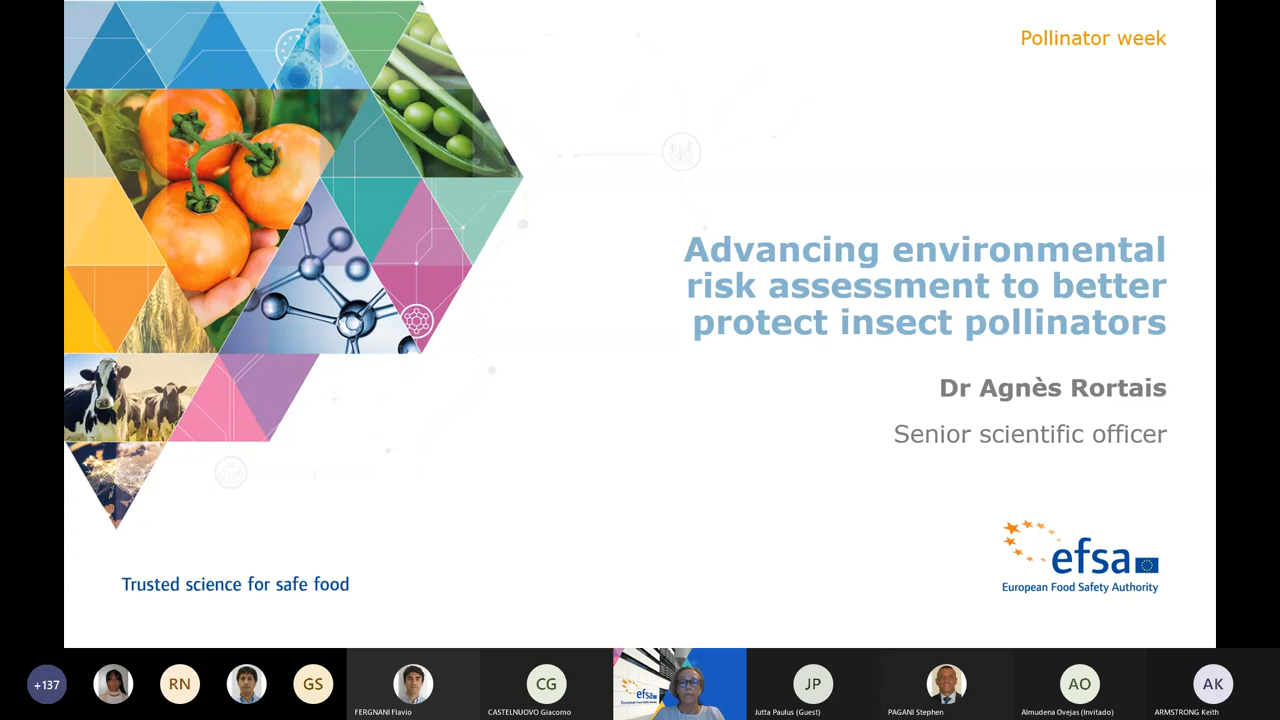 Pollinator week
Advancing environmental
risk assessment to better
protect insect pollinators
Dr Agnès Rortais
Senior scientific officer
efsa
European Food Safety Authority
Trusted science for safe food
+137
RN
GS
FERGNANI Flavio
CG
CASTELNUOVO Giacomo
efsa
JP
Jutta Paulus (Guest)
PAGANI Stephen
AO
Almudena Ovejas (Invitado)
AK
ARMSTRONG Keith